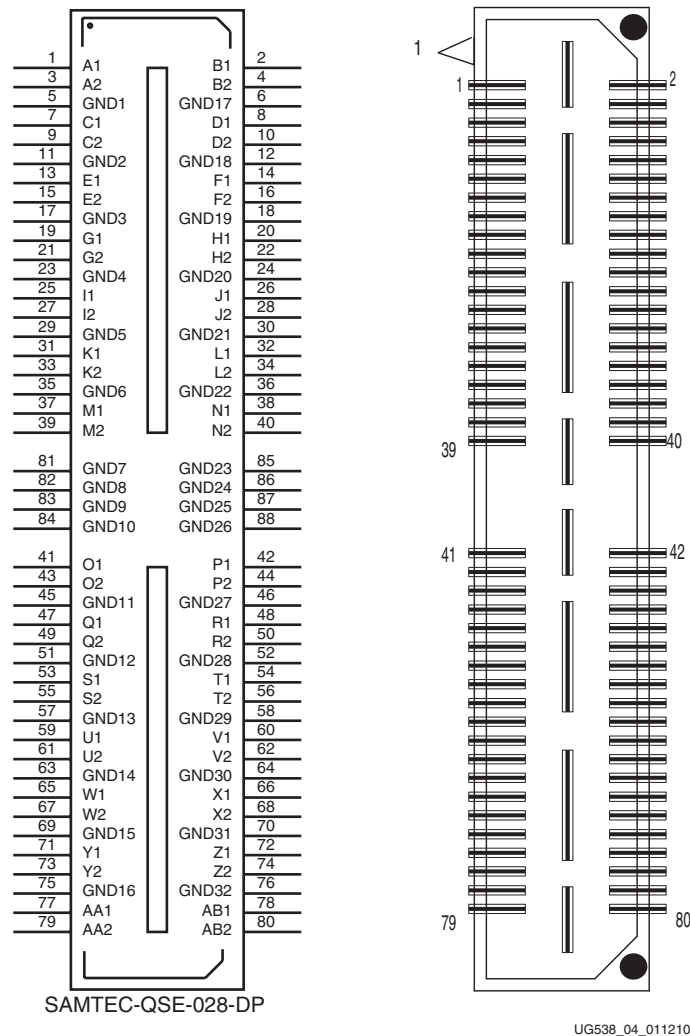 1 A1 B1 2
3 A2 B2 4
5 GND1 GND17 6
7 C1 D1 8
9 C2 D2 10
11 GND2 GND18 12
13 E1 F1 14
15 E2 F2 16
17 GND3 GND19 18
19 G1 H1 20
21 G2 H2 22
23 GND4 GND20 24
25 I1 J1 26
27 I2 J2 28
29 GND5 GND21 30
31 K1 L1 32
33 K2 L2 34
35 GND6 GND22 36
37 M1 N1 38
39 M2 N2 40
81 GND7 GND23 85
82 GND8 GND24 86
83 GND9 GND25 87
84 GND10 GND26 88
41 O1 P1 42
43 O2 P2 44
45 GND11 GND27 46
47 Q1 R1 48
49 Q2 R2 50
51 GND12 GND28 52
53 S1 T1 54
55 S2 T2 56
57 GND13 GND29 58
59 U1 V1 60
61 U2 V2 62
63 GND14 GND30 64
65 W1 X1 66
67 W2 X2 68
69 GND15 GND31 70
71 Y1 Z1 72
73 Y2 Z2 74
75 GND16 GND32 76
77 AA1 AB1 78
79 AA2 AB2 80
SAMTEC-QSE-028-DP
1
1 2
39 40
41 42
79 80
UG538_04_011210